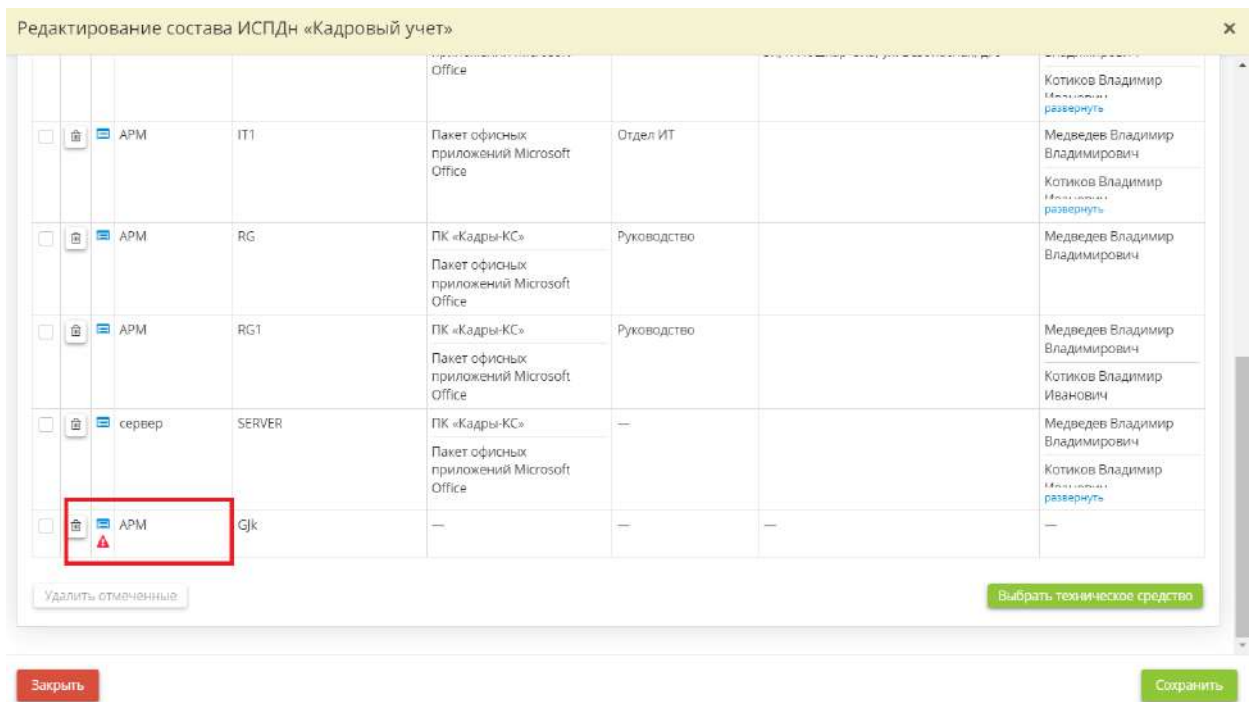 Редактирование состава ИСПДн «Кадровый учет»
×
Office
Котиков Владимир
развернуть
АРМ IT1 Пакет офисных Отдел ИТ Медведев Владимир
приложений Microsoft Владимирович
Office
Котиков Владимир
развернуть
АРМ RG ПК «Кадры-КС» Руководство Медведев Владимир
Владимирович
Пакет офисных
приложений Microsoft
Office
АРМ RG1 ПК «Кадры-КС» Руководство Медведев Владимир
Владимирович
Пакет офисных
приложений Microsoft Котиков Владимир
Office Иванович
сервер SERVER ПК «Кадры-КС» — Медведев Владимир
Владимирович
Пакет офисных
приложений Microsoft Котиков Владимир
Office
развернуть
АРМ GJk — — — —
Удалить отмеченные Выбрать техническое средство
Закрыть Сохранить